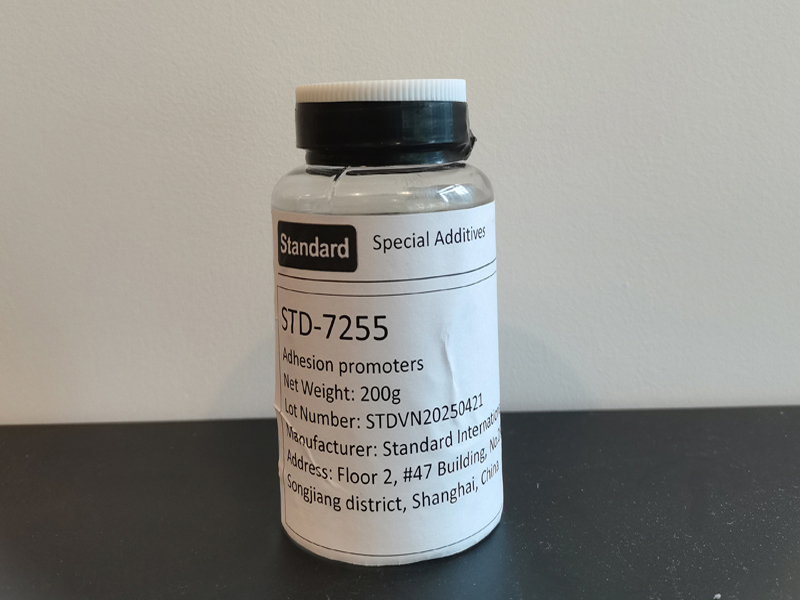 Standard
Special Additives
STD-7255
Adhesion promoters
Net Weight: 200g
Lot Number: STDVN20250421
Manufacturer: Standard
Address: Floor 2, #47 Building,
Songjiang district, Shanghai, China